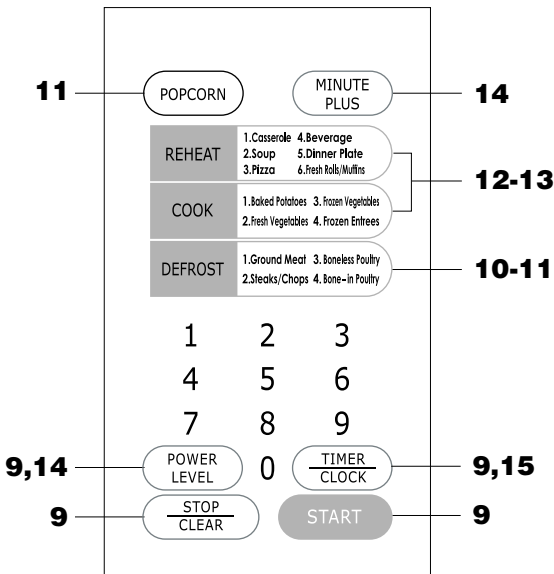 11 POPCORN MINUTE PLUS 14
REHEAT
1.Casserole 4.Beverage
2.Soup 5.Dinner Plate
3.Pizza 6.Fresh Rolls/Muffins
12-13
COOK
1.Baked Potatoes 3. Frozen Vegetables
2.Fresh Vegetables 4. Frozen Entrees
DEFROST
1.Ground Meat 3. Boneless Poultry
2.Steaks/Chops 4. Bone-in Poultry
10-11
1 2 3
4 5 6
7 8 9
9,14 POWER LEVEL 0 TIMER CLOCK 9,15
9 STOP CLEAR START 9